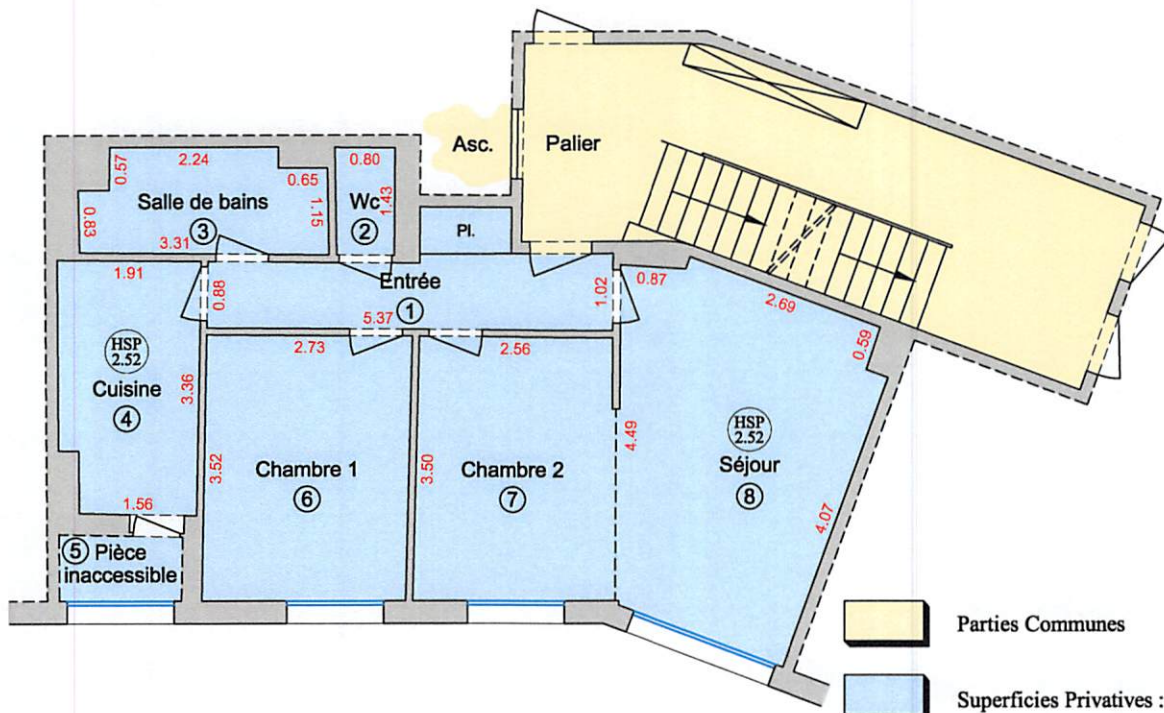 Asc.
Palier
0.57
2.24
0.65
0.80
Salle de bains
③
0.83
1.15
3.31
Wc
②
1.43
Pl.
1.91
0.88
Entrée
①
5.37
1.02
0.87
2.69
0.59
HSP
2.52
Cuisine
④
3.36
1.56
2.73
3.52
Chambre 1
⑥
2.56
3.50
Chambre 2
⑦
4.49
HSP
2.52
Séjour
⑧
4.07
⑤ Pièce
inaccessible
Parties Communes
Superficies Privatives :